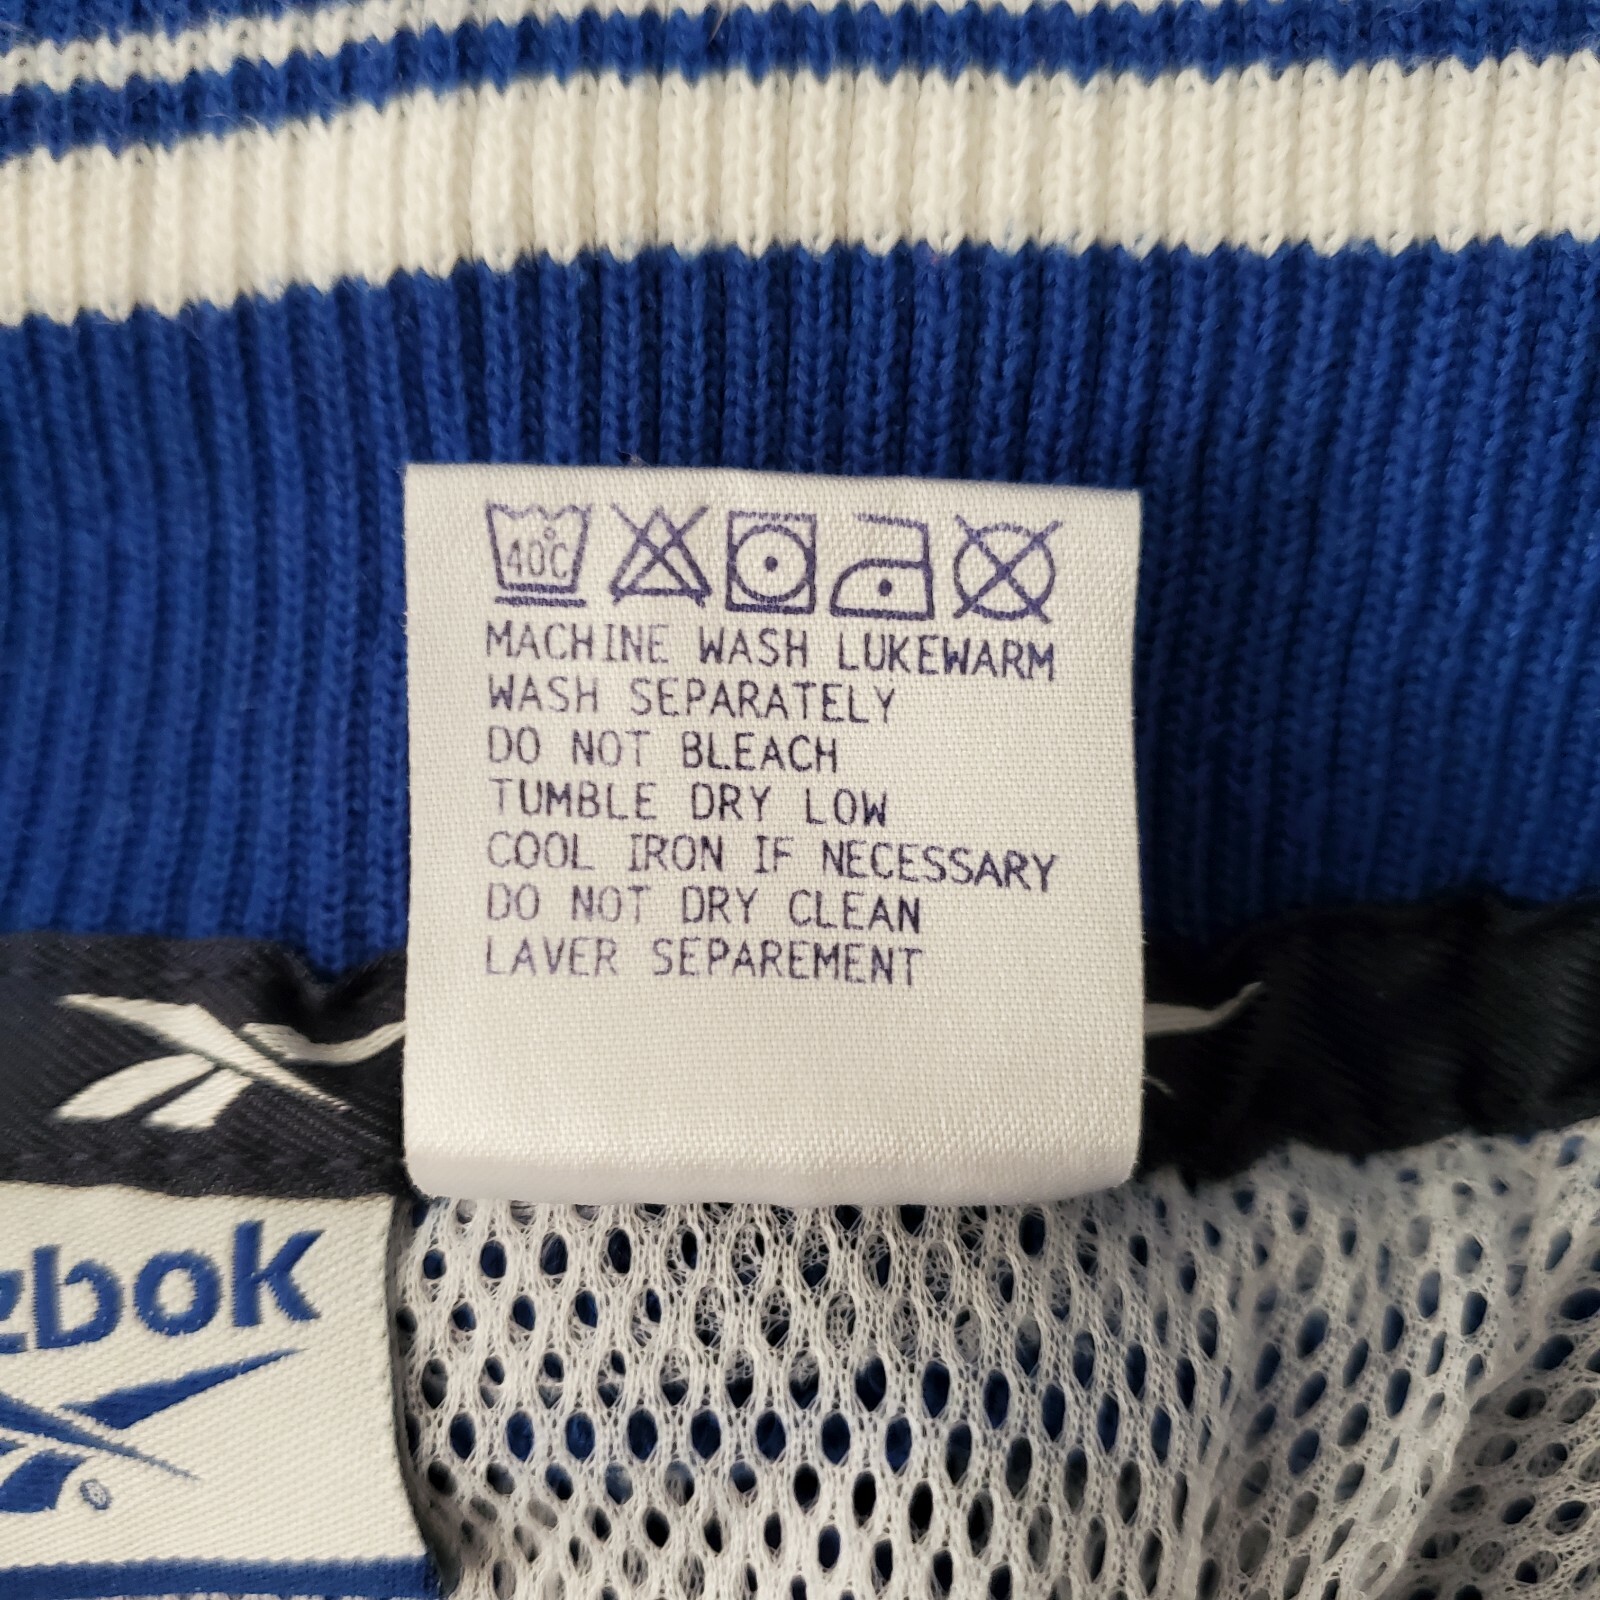 40°C
MACHINE WASH LUKEWARM
WASH SEPARATELY
DO NOT BLEACH
TUMBLE DRY LOW
COOL IRON IF NECESSARY
DO NOT DRY CLEAN
LAVER SEPAREMENT
ebok
®